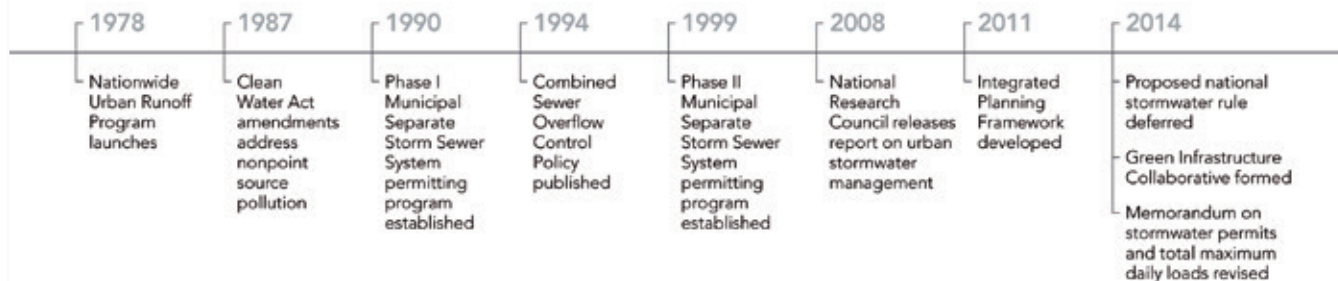 1978
1987
1990
1994
1999
2008
2011
2014
Nationwide
Urban Runoff
Program
launches
Clean
Water Act
amendments
address
nonpoint
source
pollution
Phase I
Municipal
Separate
Storm Sewer
System
permitting
program
established
Combined
Sewer
Overflow
Control
Policy
published
Phase II
Municipal
Separate
Storm Sewer
System
permitting
program
established
National
Research
Council releases
report on urban
stormwater
management
Integrated
Planning
Framework
developed
Proposed national
stormwater rule
deferred
Green Infrastructure
Collaborative formed
Memorandum on
stormwater permits
and total maximum
daily loads revised